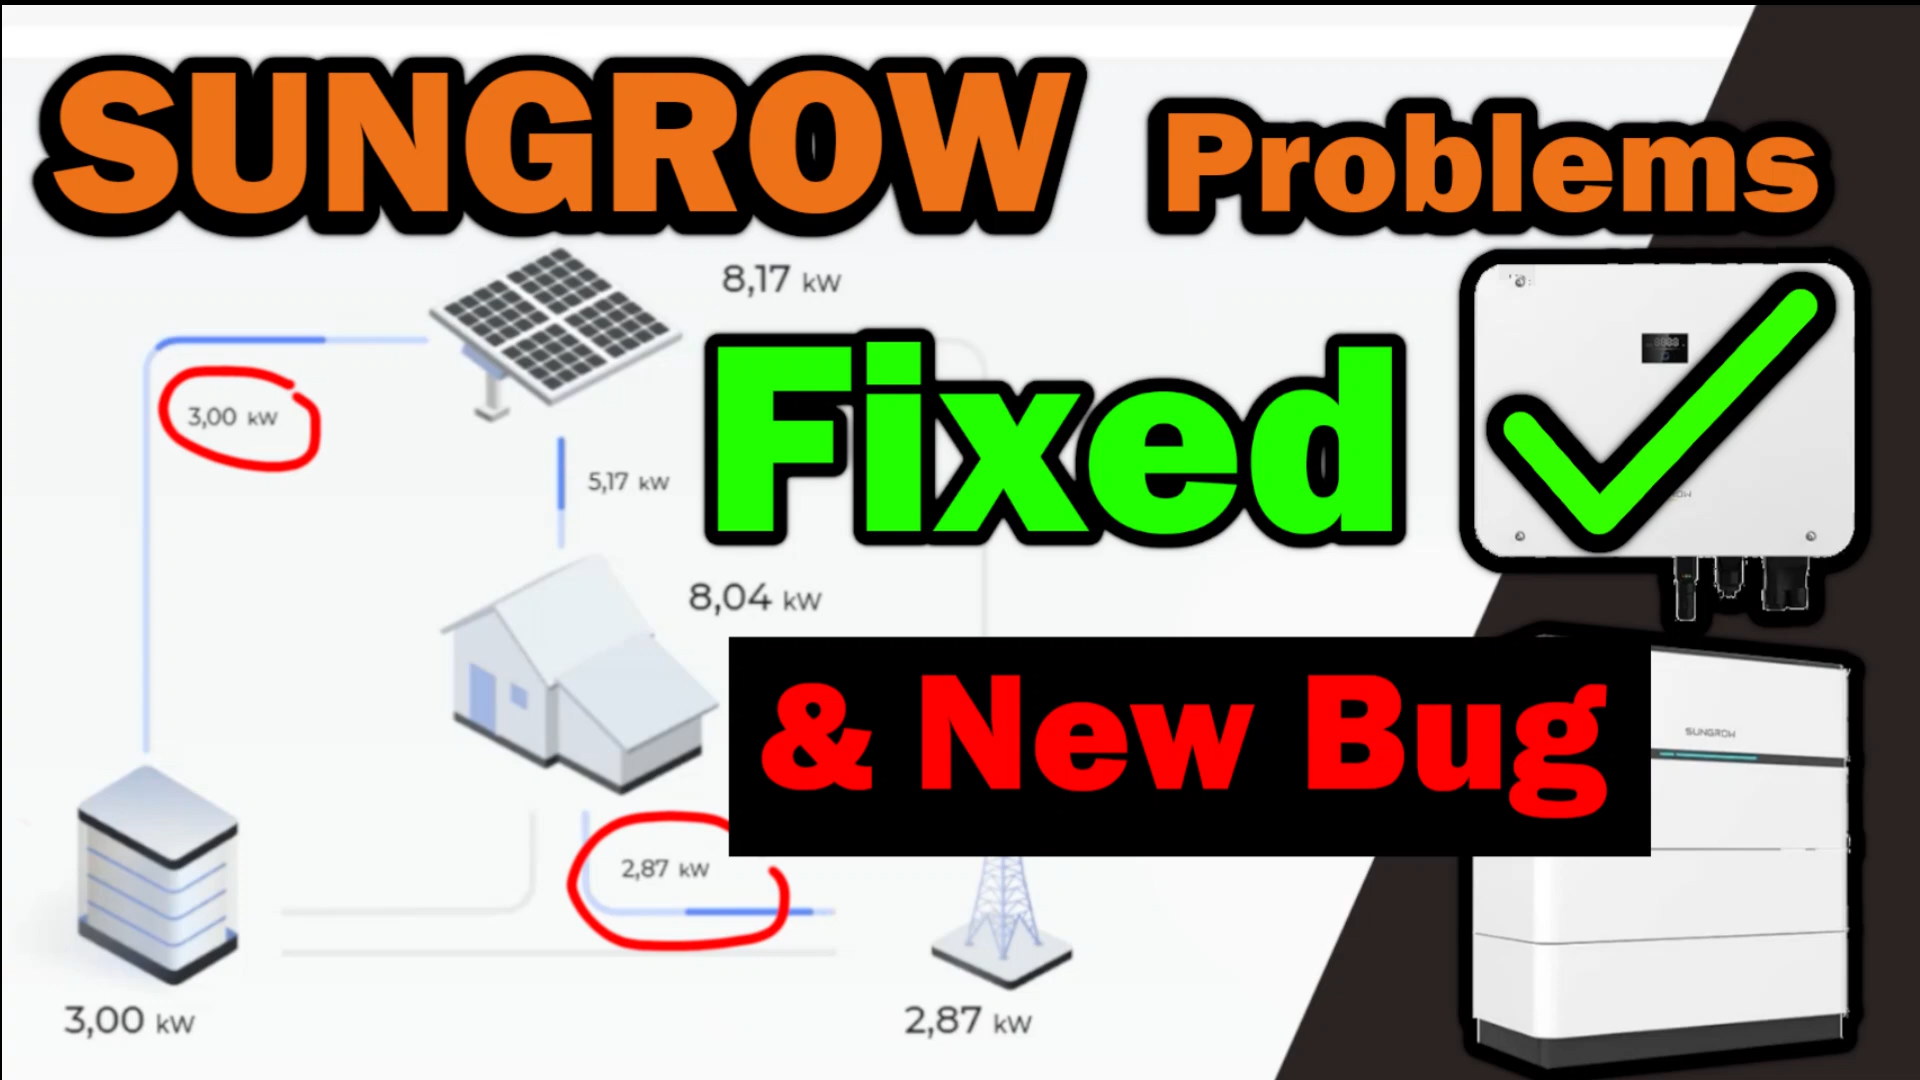 SUNGROW Problems
8,17 kW
Fixed
3,00 kW
5,17 kW
8,04 kW
& New Bug
SUNGROW
2,87 kW
3,00 kW
2,87 kW